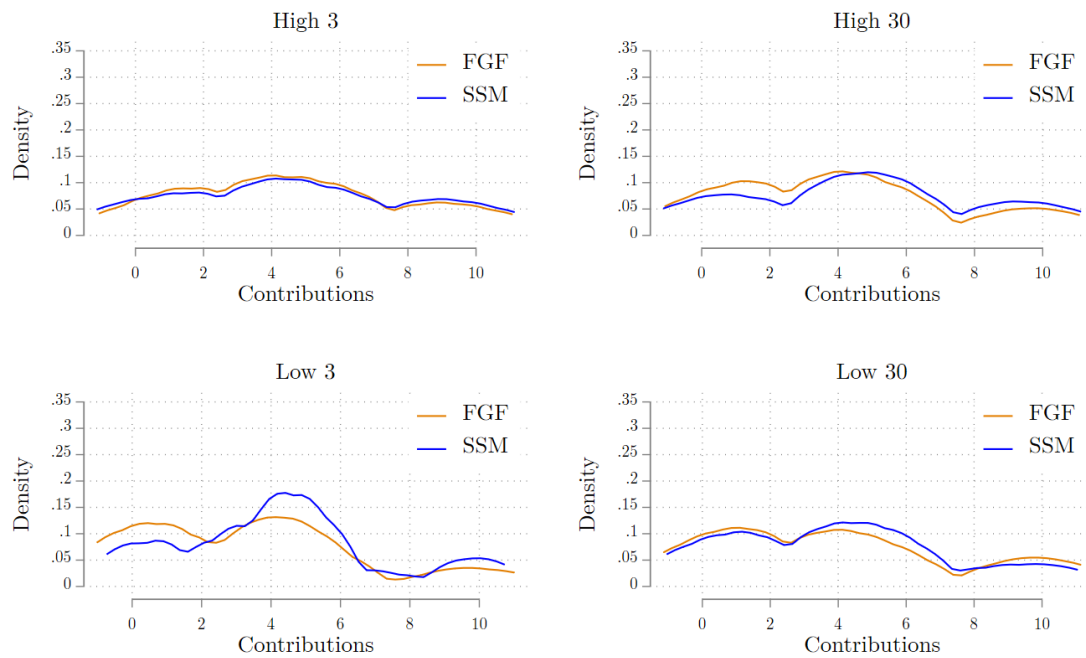 High 3
.35
.3
.25
.2
.15
.1
.05
0
Density
FGF
SSM
0 2 4 6 8 10
Contributions
High 30
.35
.3
.25
.2
.15
.1
.05
0
Density
FGF
SSM
0 2 4 6 8 10
Contributions
Low 3
.35
.3
.25
.2
.15
.1
.05
0
Density
FGF
SSM
0 2 4 6 8 10
Contributions
Low 30
.35
.3
.25
.2
.15
.1
.05
0
Density
FGF
SSM
0 2 4 6 8 10
Contributions